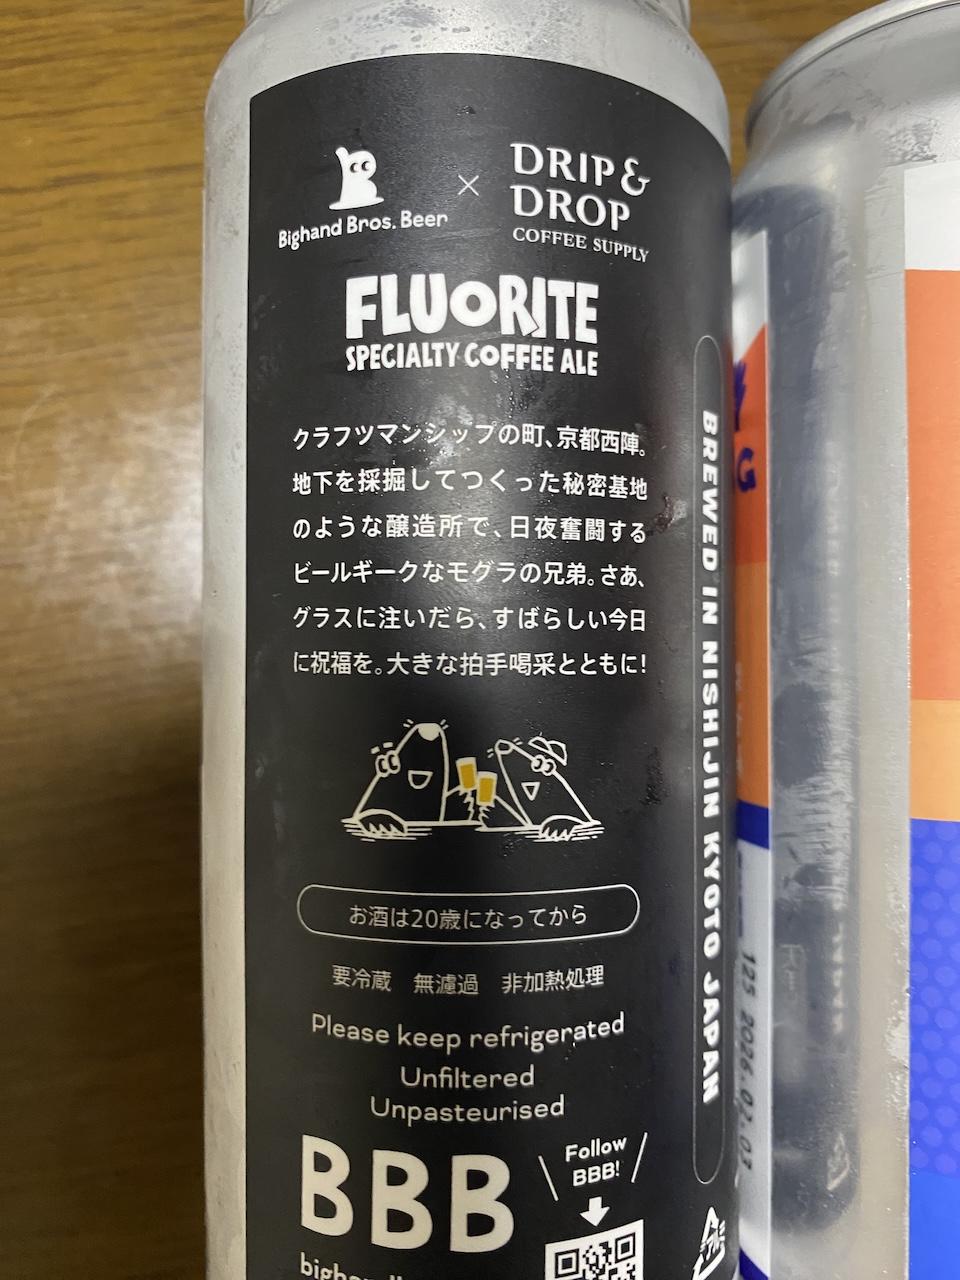 Bighand Bros. Beer
×
DRIP &
DROP
COFFEE SUPPLY
FLUORITE
SPECIALTY COFFEE ALE
クラフツマンシップの町、京都西陣。
地下を採掘してつくった秘密基地
のような醸造所で、日夜奮闘する
ビールギークなモグラの兄弟。さあ、
グラスに注いだら、すばらしい今日
に祝福を。大きな拍手喝采とともに!
お酒は20歳になってから
要冷蔵 無濾過 非加熱処理
Please keep refrigerated
Unfiltered
Unpasteurised
BBB
Follow
BBB!
BREWED IN NISHIJIN KYOTO JAPAN
125 2026.02.03